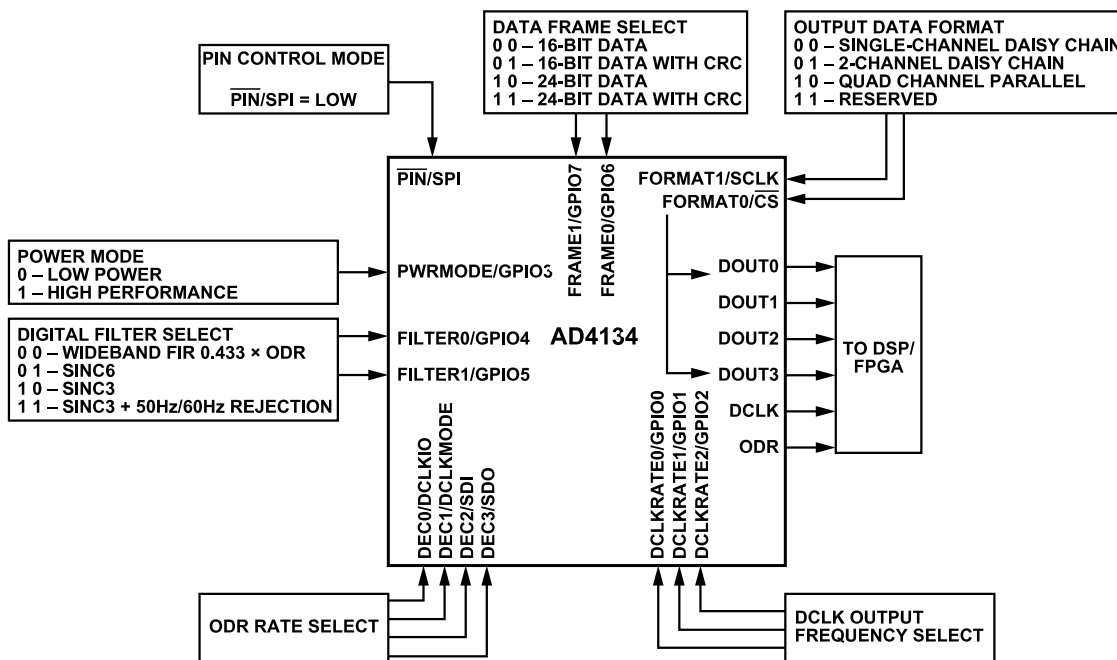 PIN CONTROL MODE
PIN/SPI = LOW
DATA FRAME SELECT
0 0 – 16-BIT DATA
0 1 – 16-BIT DATA WITH CRC
1 0 – 24-BIT DATA
1 1 – 24-BIT DATA WITH CRC
OUTPUT DATA FORMAT
0 0 – SINGLE-CHANNEL DAISY CHAIN
0 1 – 2-CHANNEL DAISY CHAIN
1 0 – QUAD CHANNEL PARALLEL
1 1 – RESERVED
PIN/SPI
FRAME1/GPIO7
FRAME0/GPIO6
FORMAT1/SCLK
FORMAT0/CS
POWER MODE
0 – LOW POWER
1 – HIGH PERFORMANCE
PWRMODE/GPIO3
DIGITAL FILTER SELECT
0 0 – WIDEBAND FIR 0.433 × ODR
0 1 – SINC6
1 0 – SINC3
1 1 – SINC3 + 50Hz/60Hz REJECTION
FILTER0/GPIO4
FILTER1/GPIO5
AD4134
DOUT0
DOUT1
DOUT2
DOUT3
DCLK
ODR
TO DSP/
FPGA
DEC0/DCLKIO
DEC1/DCLKMODE
DEC2/SDI
DEC3/SDO
DCLKRATE0/GPIO0
DCLKRATE1/GPIO1
DCLKRATE2/GPIO2
ODR RATE SELECT
DCLK OUTPUT
FREQUENCY SELECT